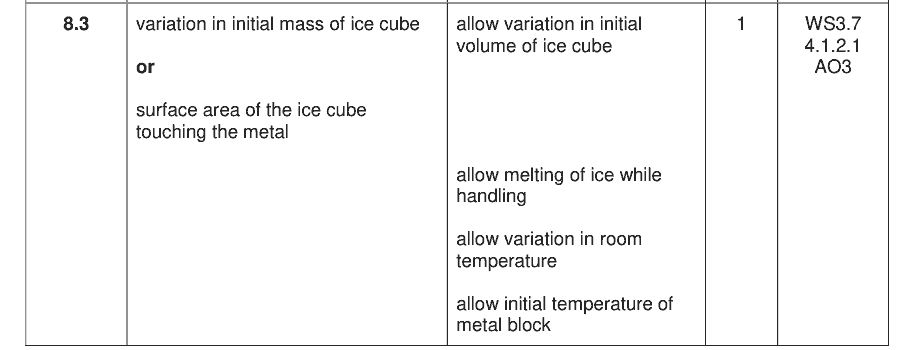 8.3
variation in initial mass of ice cube
or
surface area of the ice cube
touching the metal
allow variation in initial
volume of ice cube
allow melting of ice while
handling
allow variation in room
temperature
allow initial temperature of
metal block
1
WS3.7
4.1.2.1
AO3